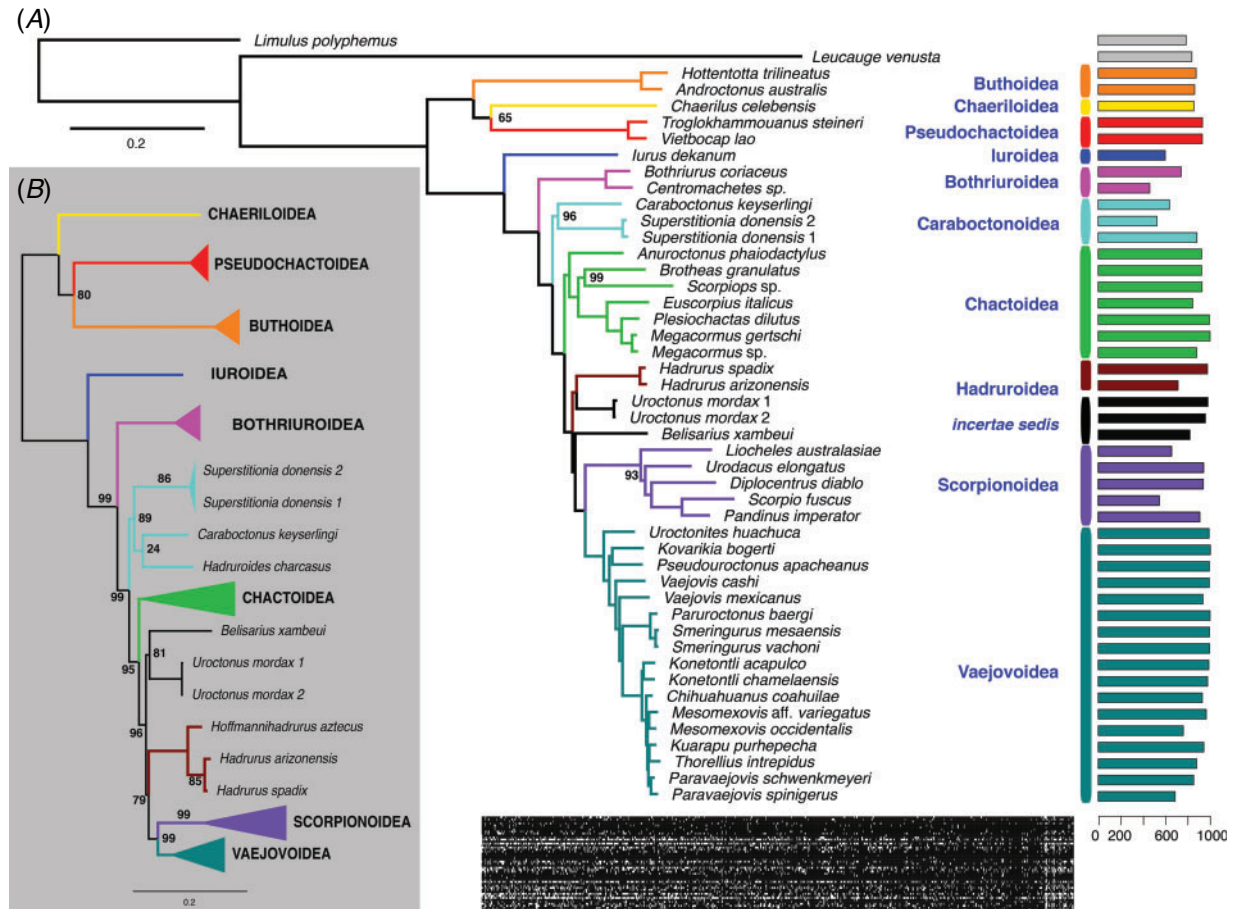 (A)
Limulus polyphemus
Leucauge venusta
0.2
Hottentotta trilineatus
Androctonus australis
Chaerilus celebensis
65
Troglokhammouanus steineri
Vietbocap lao
Iurus dekanum
Bothriurus coriaceus
Centromachetes sp.
Caraboctonus keyserlingi
96
Superstitionia donensis 2
Superstitionia donensis 1
Anuroctonus phaiodactylus
Brotheas granulatus
99
Scorpiops sp.
Euscorpius italicus
Plesiochactas dilutus
Megacormus gertschi
Megacormus sp.
Hadrurus spadix
Hadrurus arizonensis
Uroctonus mordax 1
Uroctonus mordax 2
Belisarius xambeui
Liocheles australasiae
93
Urodacus elongatus
Diplocentrus diablo
Scorpio fuscus
Pandinus imperator
Uroctonites huachuca
Kovarikia bogerti
Pseudouroctonus apacheanus
Vaejovis cashi
Vaejovis mexicanus
Paruroctonus baergi
Smeringurus mesaensis
Smeringurus vachoni
Konetontli acapulco
Konetontli chamelaensis
Chihuahuanus coahuilae
Mesomexovis aff. variegatus
Mesomexovis occidentalis
Kuarapu purhepecha
Thorellius intrepidus
Paravaejovis schwenkmeyeri
Paravaejovis spinigerus
Buthoidea
Chaeriloidea
Pseudochactoidea
Iuroidea
Bothriuroidea
Caraboctonoidea
Chactoidea
Hadruroidea
incertae sedis
Scorpionoidea
Vaejovoidea
0 200 600 1000
(B)
CHAERILOIDEA
PSEUDOCHACTOIDEA
80
BUTHOIDEA
IUROIDEA
BOTHRIUROIDEA
99
Superstitionia donensis 2
86
Superstitionia donensis 1
89
Caraboctonus keyserlingi
24
Hadruroides charcasus
99
CHACTOIDEA
Belisarius xambeui
81
95
Uroctonus mordax 1
Uroctonus mordax 2
96
Hoffmannihadrurus aztecus
Hadrurus arizonensis
85
Hadrurus spadix
79
99
SCORPIONOIDEA
99
VAEJOVOIDEA
0.2